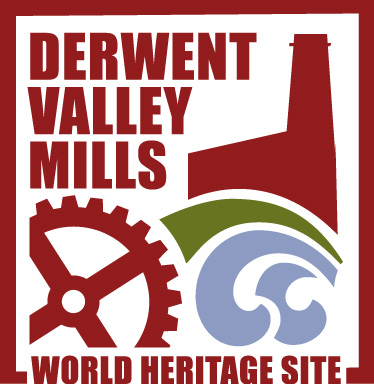 DERWENT
VALLEY
MILLS
WORLD HERITAGE SITE